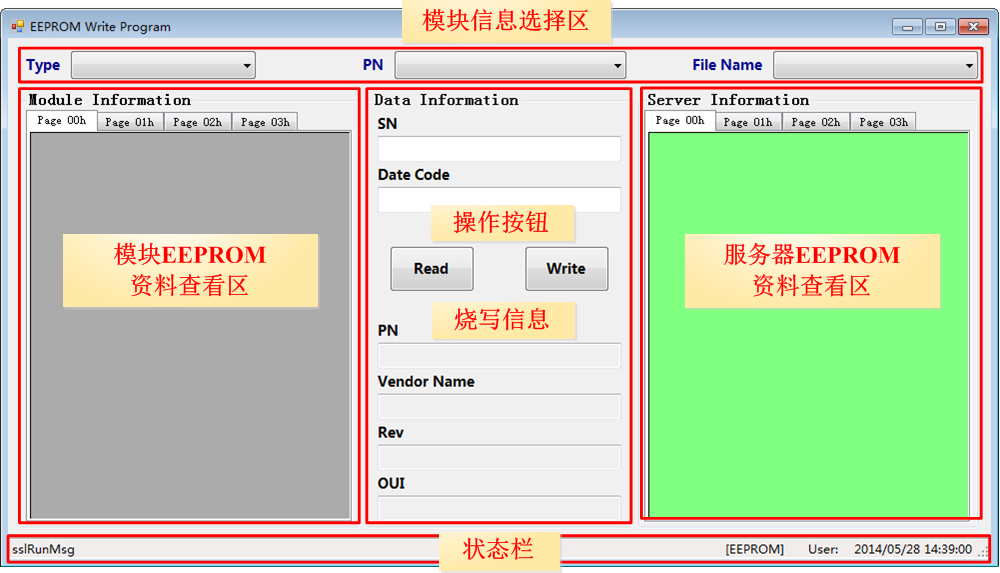 模块信息选择区
EEPROM Write Program
Type
PN
File Name
Module Information
Page 00h Page 01h Page 02h Page 03h
模块EEPROM
资料查看区
Data Information
SN
Date Code
操作按钮
Read
Write
烧写信息
PN
Vendor Name
Rev
OUI
Server Information
Page 00h Page 01h Page 02h Page 03h
服务器EEPROM
资料查看区
sslRunMsg
状态栏
[EEPROM] User: 2014/05/28 14:39:00